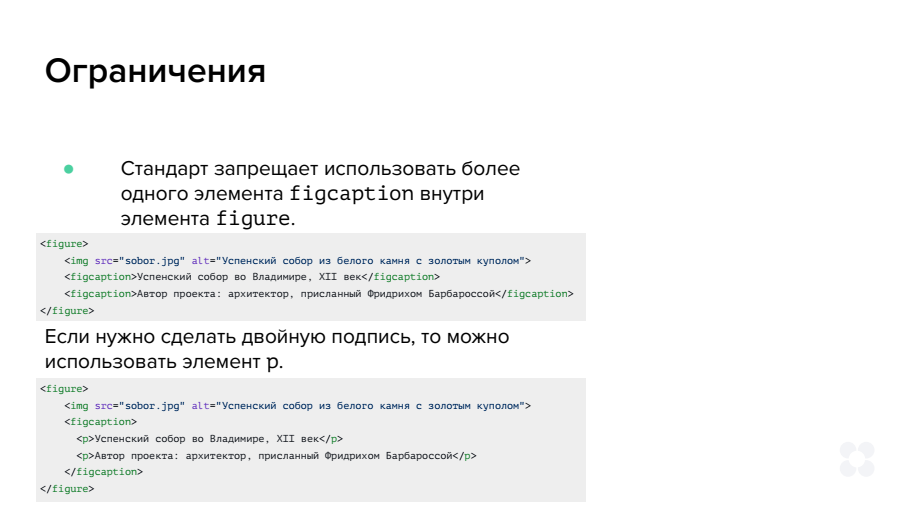 Ограничения
Стандарт запрещает использовать более
одного элемента figcaption внутри
элемента figure.
<figure>
    <img src="sobor.jpg" alt="Успенский собор из белого камня с золотым куполом">
    <figcaption>Успенский собор во Владимире, XII век</figcaption>
    <figcaption>Автор проекта: архитектор, присланный Фридрихом Барбароссой</figcaption>
</figure>
Если нужно сделать двойную подпись, то можно
использовать элемент p.
<figure>
    <img src="sobor.jpg" alt="Успенский собор из белого камня с золотым куполом">
    <figcaption>
      <p>Успенский собор во Владимире, XII век</p>
      <p>Автор проекта: архитектор, присланный Фридрихом Барбароссой</p>
    </figcaption>
</figure>